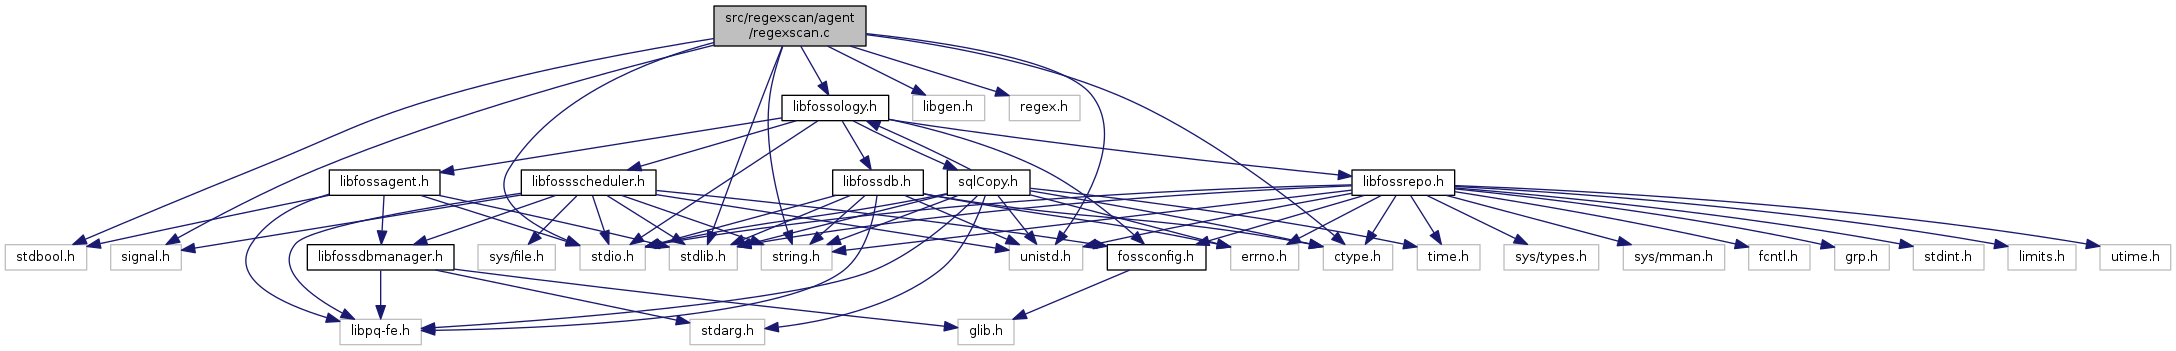 src/regexscan/agent
/regexscan.c
libfossology.h
libgen.h
regex.h
libfossagent.h
libfossscheduler.h
libfossdb.h
sqlCopy.h
libfossrepo.h
stdbool.h
signal.h
libfossdbmanager.h
sys/file.h
stdio.h
stdlib.h
string.h
unistd.h
fossconfig.h
errno.h
ctype.h
time.h
sys/types.h
sys/mman.h
fcntl.h
grp.h
stdint.h
limits.h
utime.h
libpq-fe.h
stdarg.h
glib.h